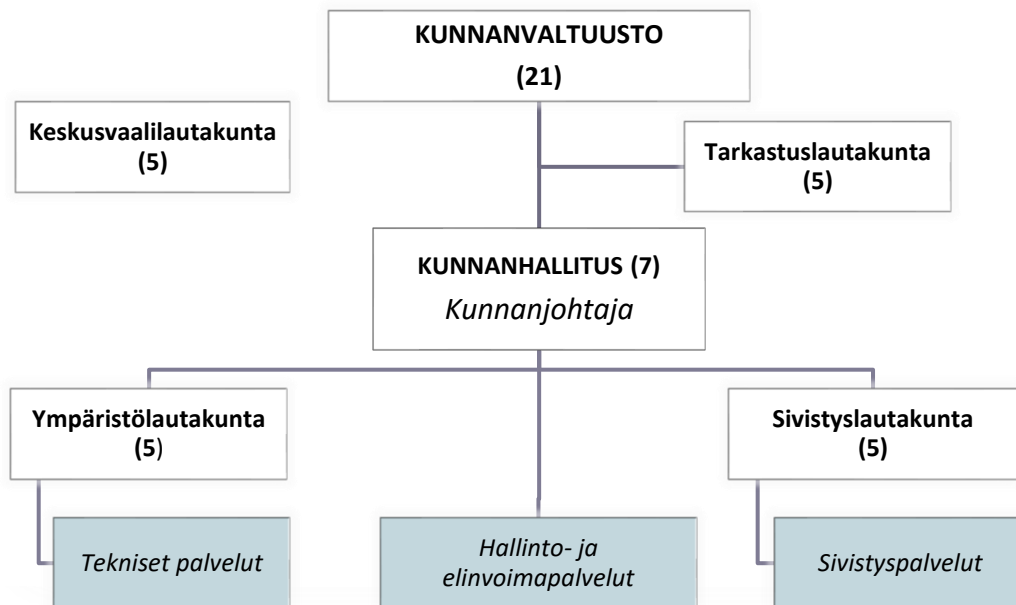 KUNNANVALTUUSTO
(21)
Keskusvaalilautakunta
(5)
Tarkastuslautakunta
(5)
KUNNANHALLITUS (7)
Kunnanjohtaja
Ympäristölautakunta
(5)
Sivistyslautakunta
(5)
Tekniset palvelut
Hallinto- ja
elinvoimapalvelut
Sivistyspalvelut